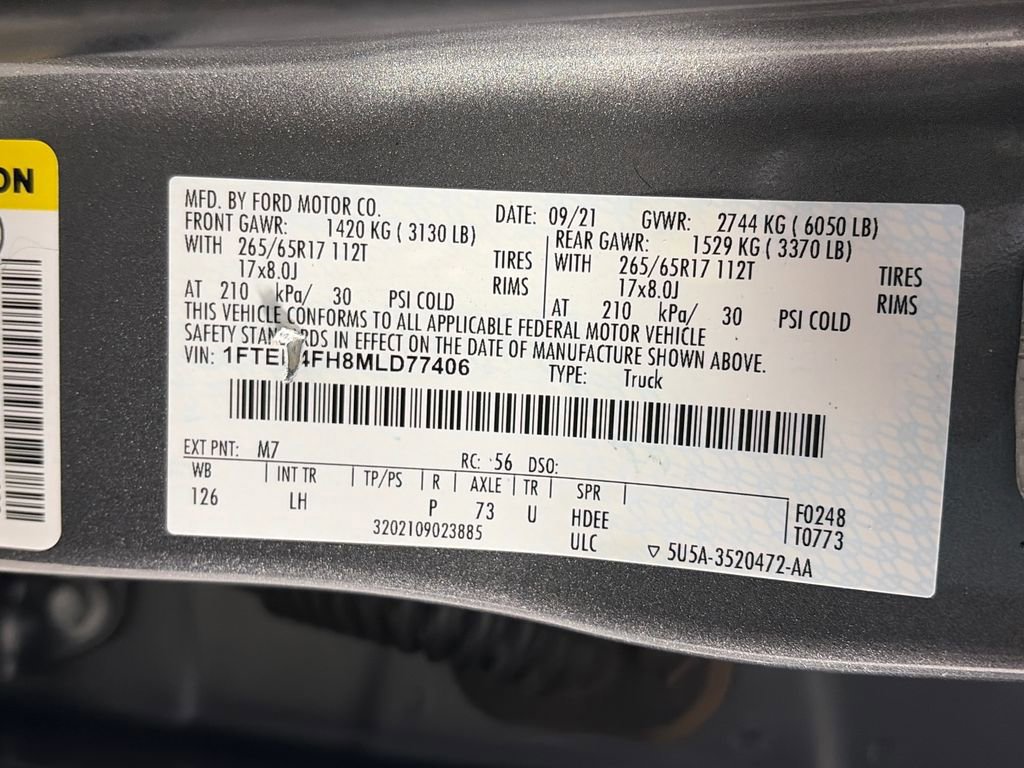 ON
MFD. BY FORD MOTOR CO. DATE: 09/21 GVWR: 2744 KG ( 6050 LB)
FRONT GAWR: 1420 KG ( 3130 LB) REAR GAWR: 1529 KG ( 3370 LB)
WITH 265/65R17 112T TIRES WITH 265/65R17 112T TIRES
17x8.0J RIMS 17x8.0J RIMS
AT 210 kPa/ 30 PSI COLD AT 210 kPa/ 30 PSI COLD
THIS VEHICLE CONFORMS TO ALL APPLICABLE FEDERAL MOTOR VEHICLE
SAFETY IN EFFECT ON THE DATE OF MANUFACTURE SHOWN ABOVE.
VIN: TYPE: Truck
EXT PNT: M7 RC: 56 DSO:
WB INT TR TP/PS R AXLE TR SPR
126 LH P 73 U HDEE F0248
3202109023885 ULC T0773
5U5A-3520472-AA